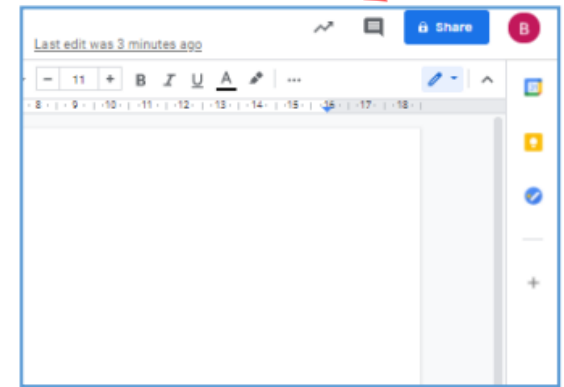 Share B
Last edit was 3 minutes ago
- 11 + B I U A ...
8 9 10 11 12 13 14 15 16 17 18
+